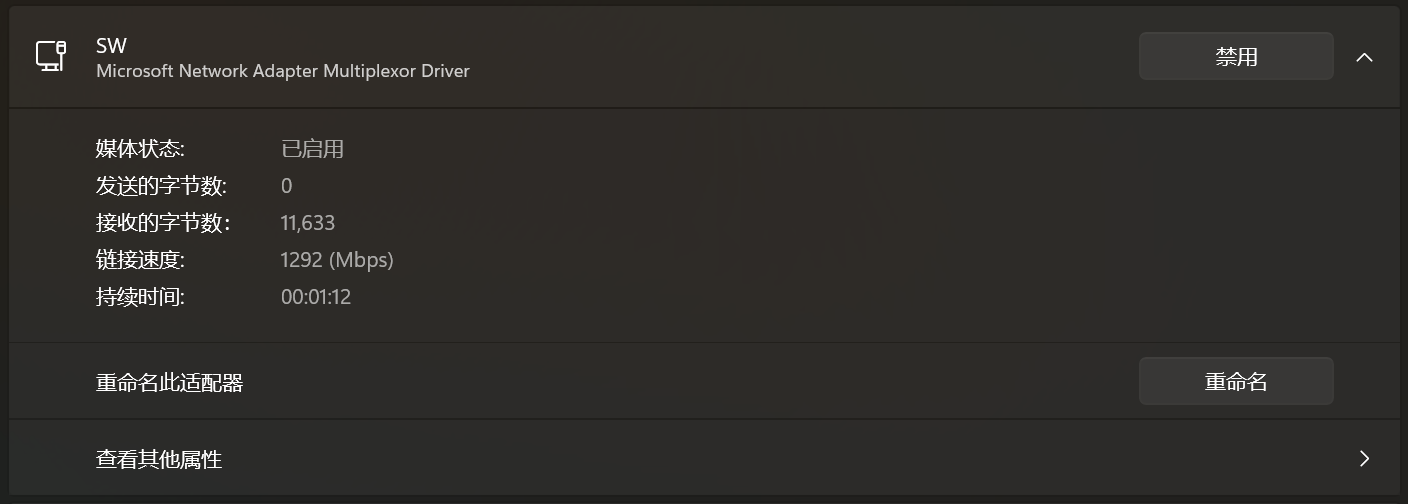 SW
Microsoft Network Adapter Multiplexor Driver
禁用
媒体状态: 已启用
发送的字节数: 0
接收的字节数： 11,633
链接速度: 1292 (Mbps)
持续时间: 00:01:12
重命名此适配器 重命名
查看其他属性